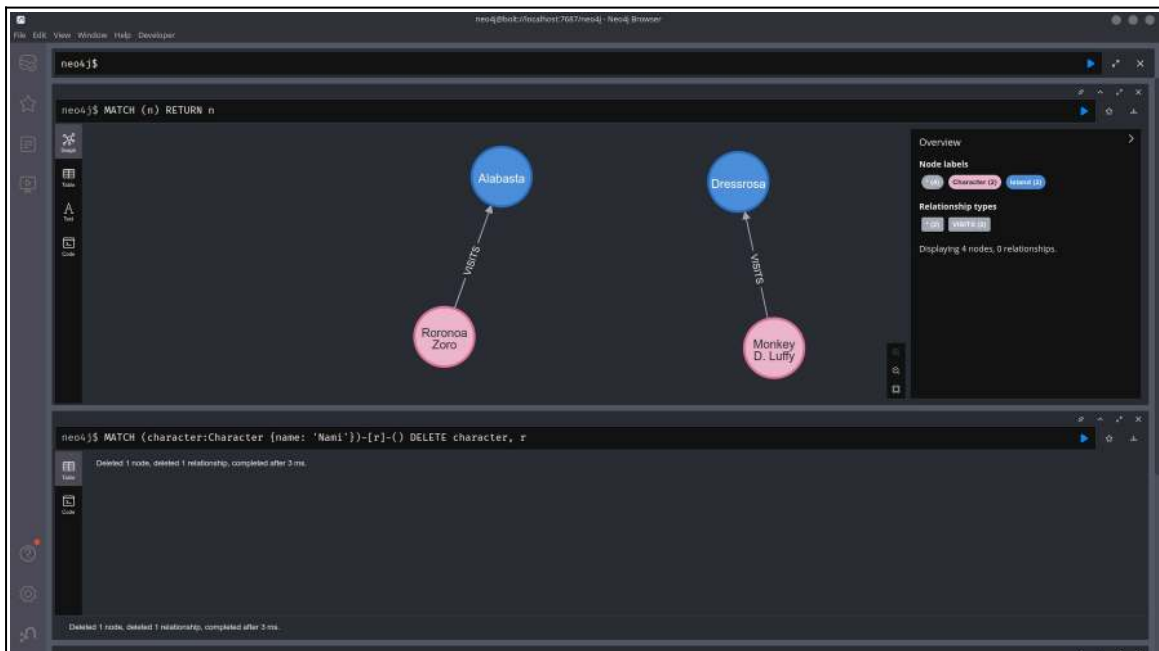 neo4j@bolt://localhost:7687/neo4j - Neo4j Browser
File Edit View Window Help Developer
neo4j$
neo4j$ MATCH (n) RETURN n
Graph
Table
Text
Code
Alabasta
Dressrosa
VISITS
VISITS
Roronoa
Zoro
Monkey
D. Luffy
Overview
Node labels
* (4) Character (2) Island (2)
Relationship types
* (2) VISITS (2)
Displaying 4 nodes, 0 relationships.
neo4j$ MATCH (character:Character {name: 'Nami'})-[r]-() DELETE character, r
Table
Code
Deleted 1 node, deleted 1 relationship, completed after 3 ms.
Deleted 1 node, deleted 1 relationship, completed after 3 ms.